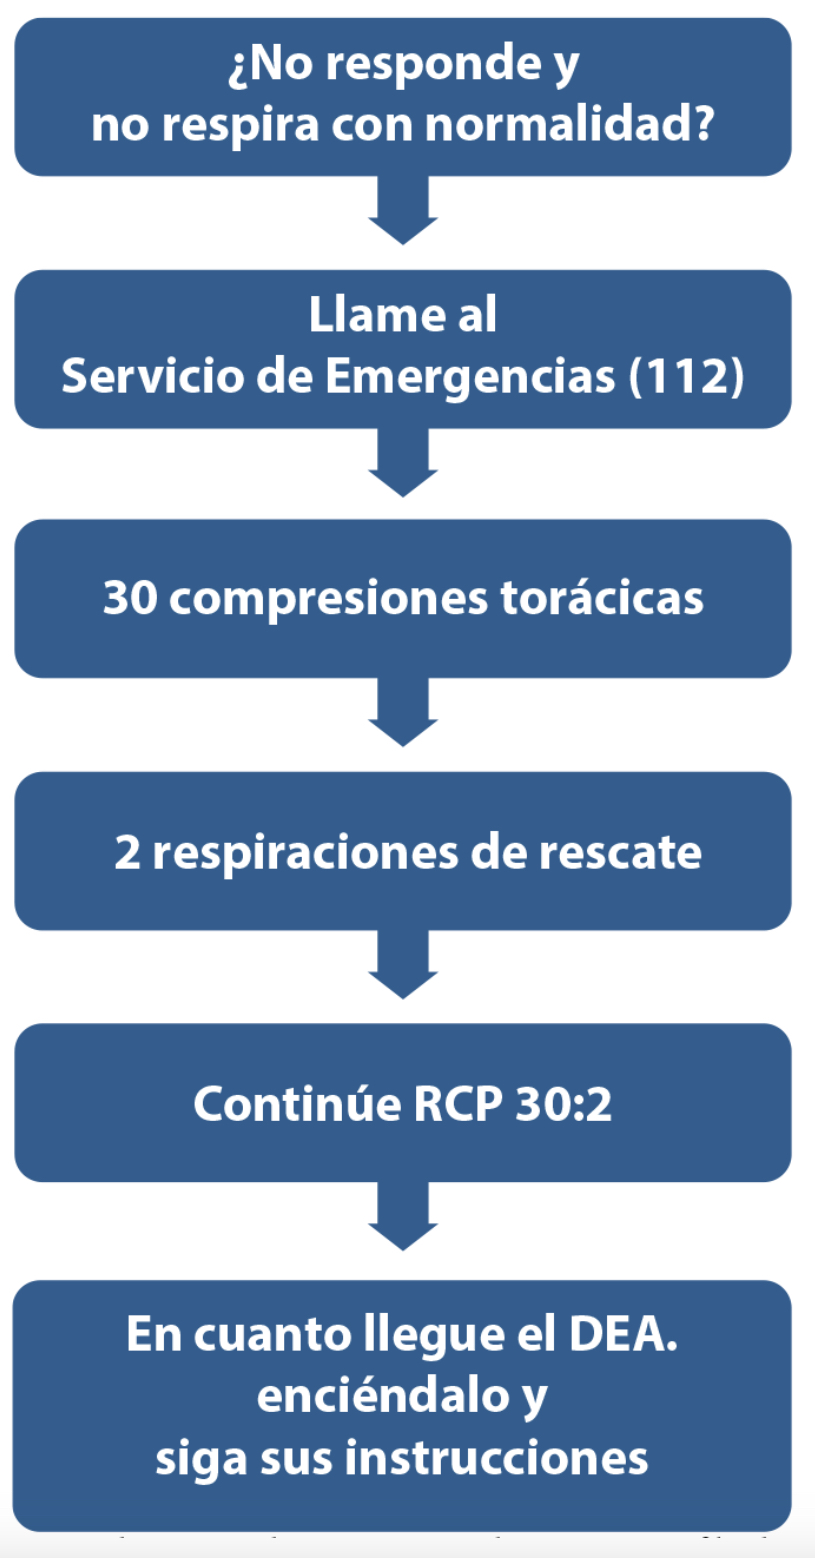 ¿No responde y
no respira con normalidad?
Llame al
Servicio de Emergencias (112)
30 compresiones torácicas
2 respiraciones de rescate
Continúe RCP 30:2
En cuanto llegue el DEA.
enciéndalo y
siga sus instrucciones